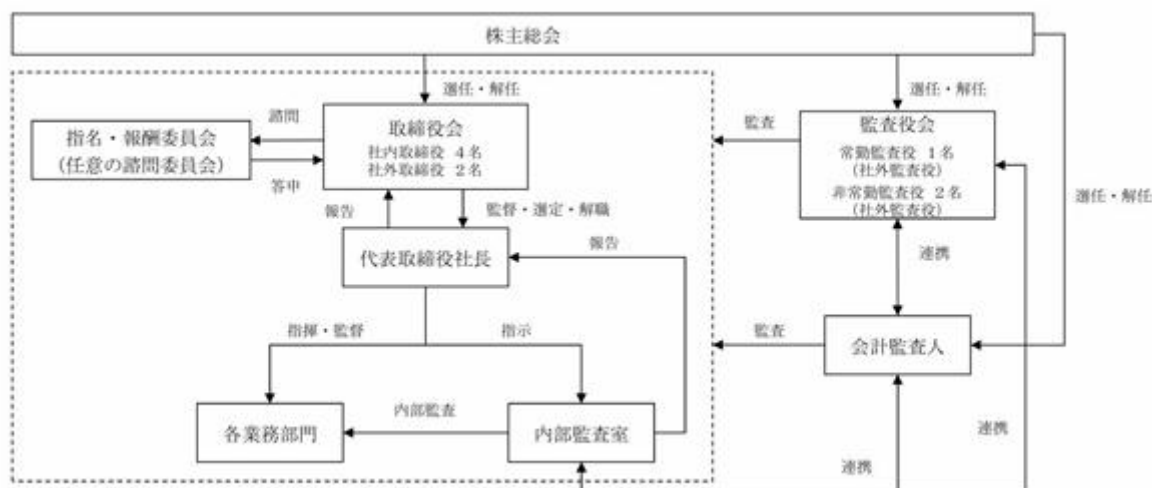 株主総会
選任・解任
選任・解任
諮問
取締役会
社内取締役 4名
社外取締役 2名
指名・報酬委員会
(任意の諮問委員会)
答申
監査
監査役会
常勤監査役 1名
(社外監査役)
非常勤監査役 2名
(社外監査役)
選任・解任
報告
監督・選定・解職
代表取締役社長
報告
連携
指揮・監督
指示
監査
会計監査人
各業務部門
内部監査
内部監査室
連携
連携